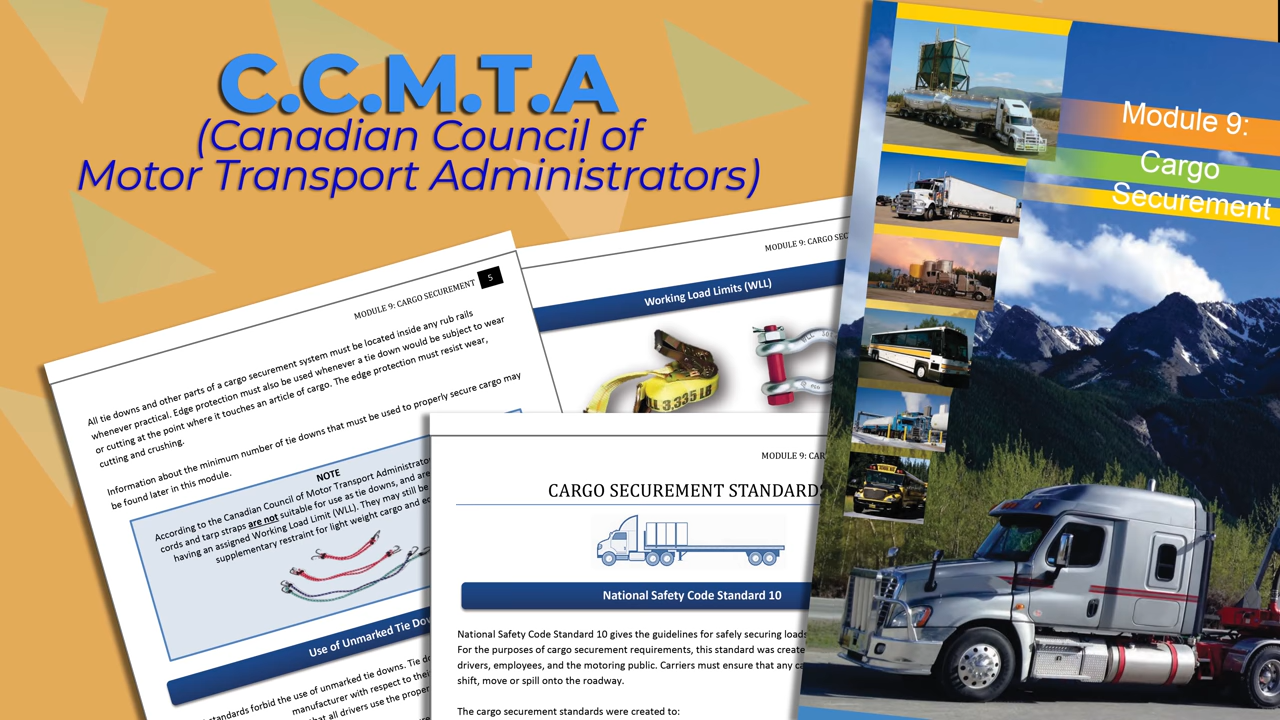 C.C.M.T.A
(Canadian Council of
Motor Transport Administrators)
Module 9:
Cargo
Securement
MODULE 9: CARGO SECUREMENT 5
All tie downs and other parts of a cargo securement system must be located inside any rub rails
whenever practical. Edge protection must also be used whenever a tie down would be subject to wear
or cutting at the point where it touches an article of cargo. The edge protection must resist wear,
cutting and crushing.
Information about the minimum number of tie downs that must be used to properly secure cargo may
be found later in this module.
NOTE
According to the Canadian Council of Motor Transport
cords and tarp straps are not suitable for use as tie downs, and are
having an assigned Working Load Limit (WLL). They may still be
supplementary restraint for light weight cargo and
Use of Unmarked Tie
standards forbid the use of unmarked tie downs. Tie
manufacturer with respect to
that all drivers use the proper
MODULE 9: CARGO
Working Load Limits (WLL)
3,335
MODULE 9:
CARGO SECUREMENT STANDARDS
National Safety Code Standard 10
National Safety Code Standard 10 gives the guidelines for safely securing loads
For the purposes of cargo securement requirements, this standard was
drivers, employees, and the motoring public. Carriers must ensure that any
shift, move or spill onto the roadway.
The cargo securement standards were created to: